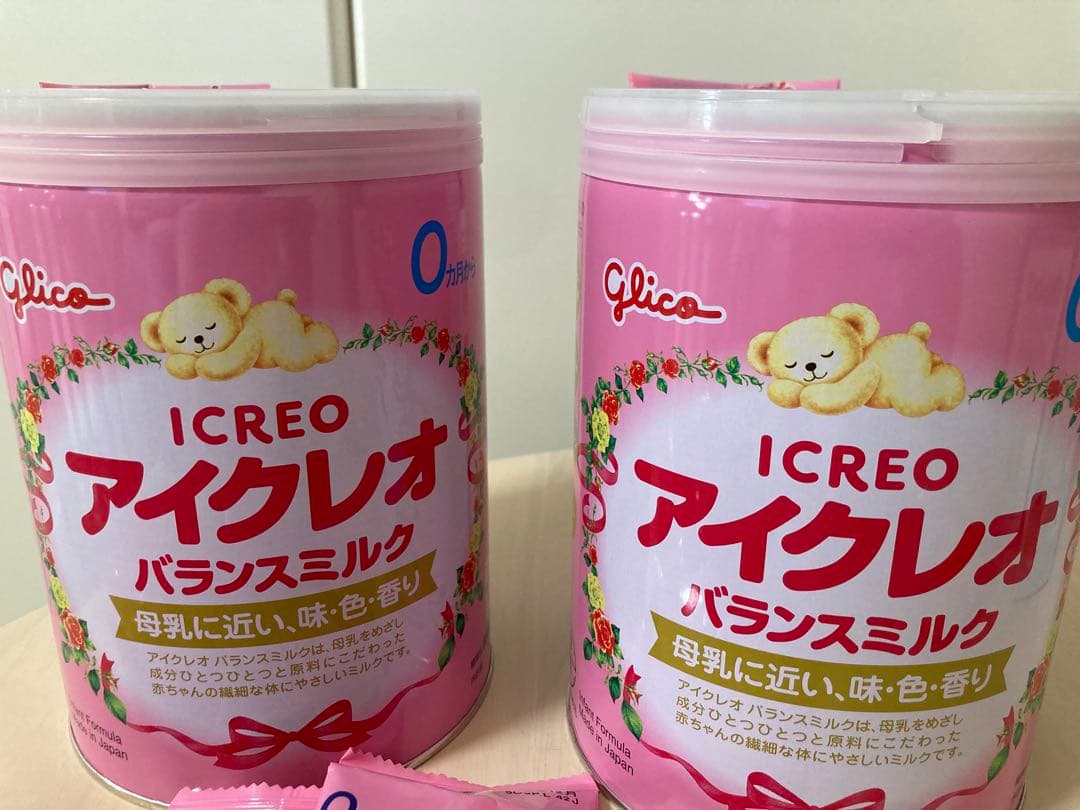 0ヵ月から
Glico
ICREO
アイクレオ
バランスミルク
母乳に近い、味・色・香り
アイクレオ バランスミルクは、母乳をめざし
成分ひとつひとつと原料にこだわった
赤ちゃんの繊細な体にやさしいミルクです。
Infant Formula
Made in Japan
Glico
ICREO
アイクレオ
バランスミルク
母乳に近い、味・色・香り
アイクレオ バランスミルクは、母乳をめざし
成分ひとつひとつと原料にこだわった
赤ちゃんの繊細な体にやさしいミルクです。
Infant Formula
Made in Japan